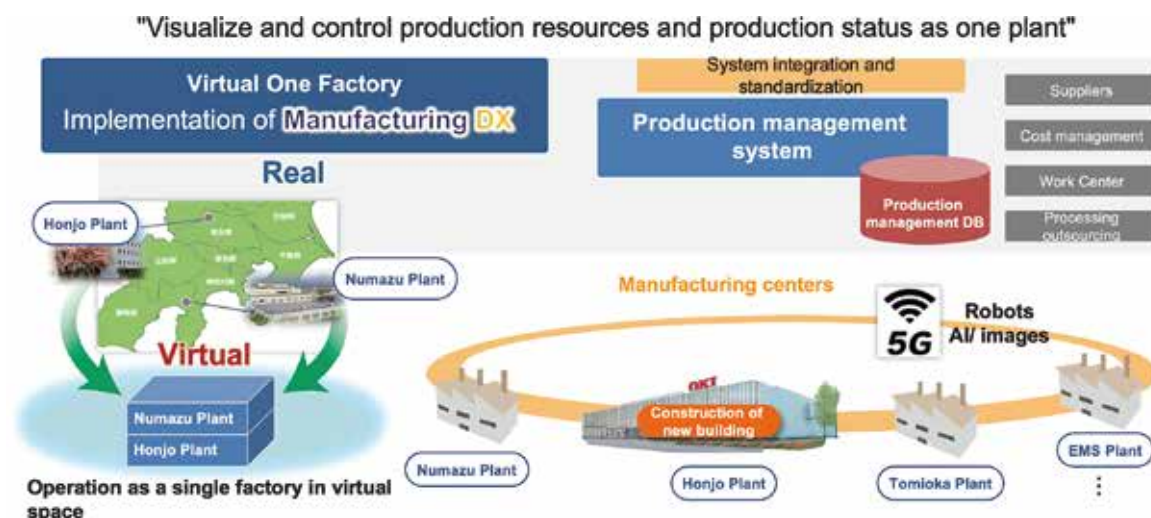 "Visualize and control production resources and production status as one plant"
Virtual One Factory
Implementation of Manufacturing DX
System integration and
standardization
Production management
system
Production
management DB
Suppliers
Cost management
Work Center
Processing
outsourcing
Real
Honjo Plant
Numazu Plant
Virtual
Numazu Plant
Honjo Plant
Operation as a single factory in virtual
space
Manufacturing centers
5G
Robots
AI/ images
OKI
Construction of
new building
Numazu Plant
Honjo Plant
Tomioka Plant
EMS Plant